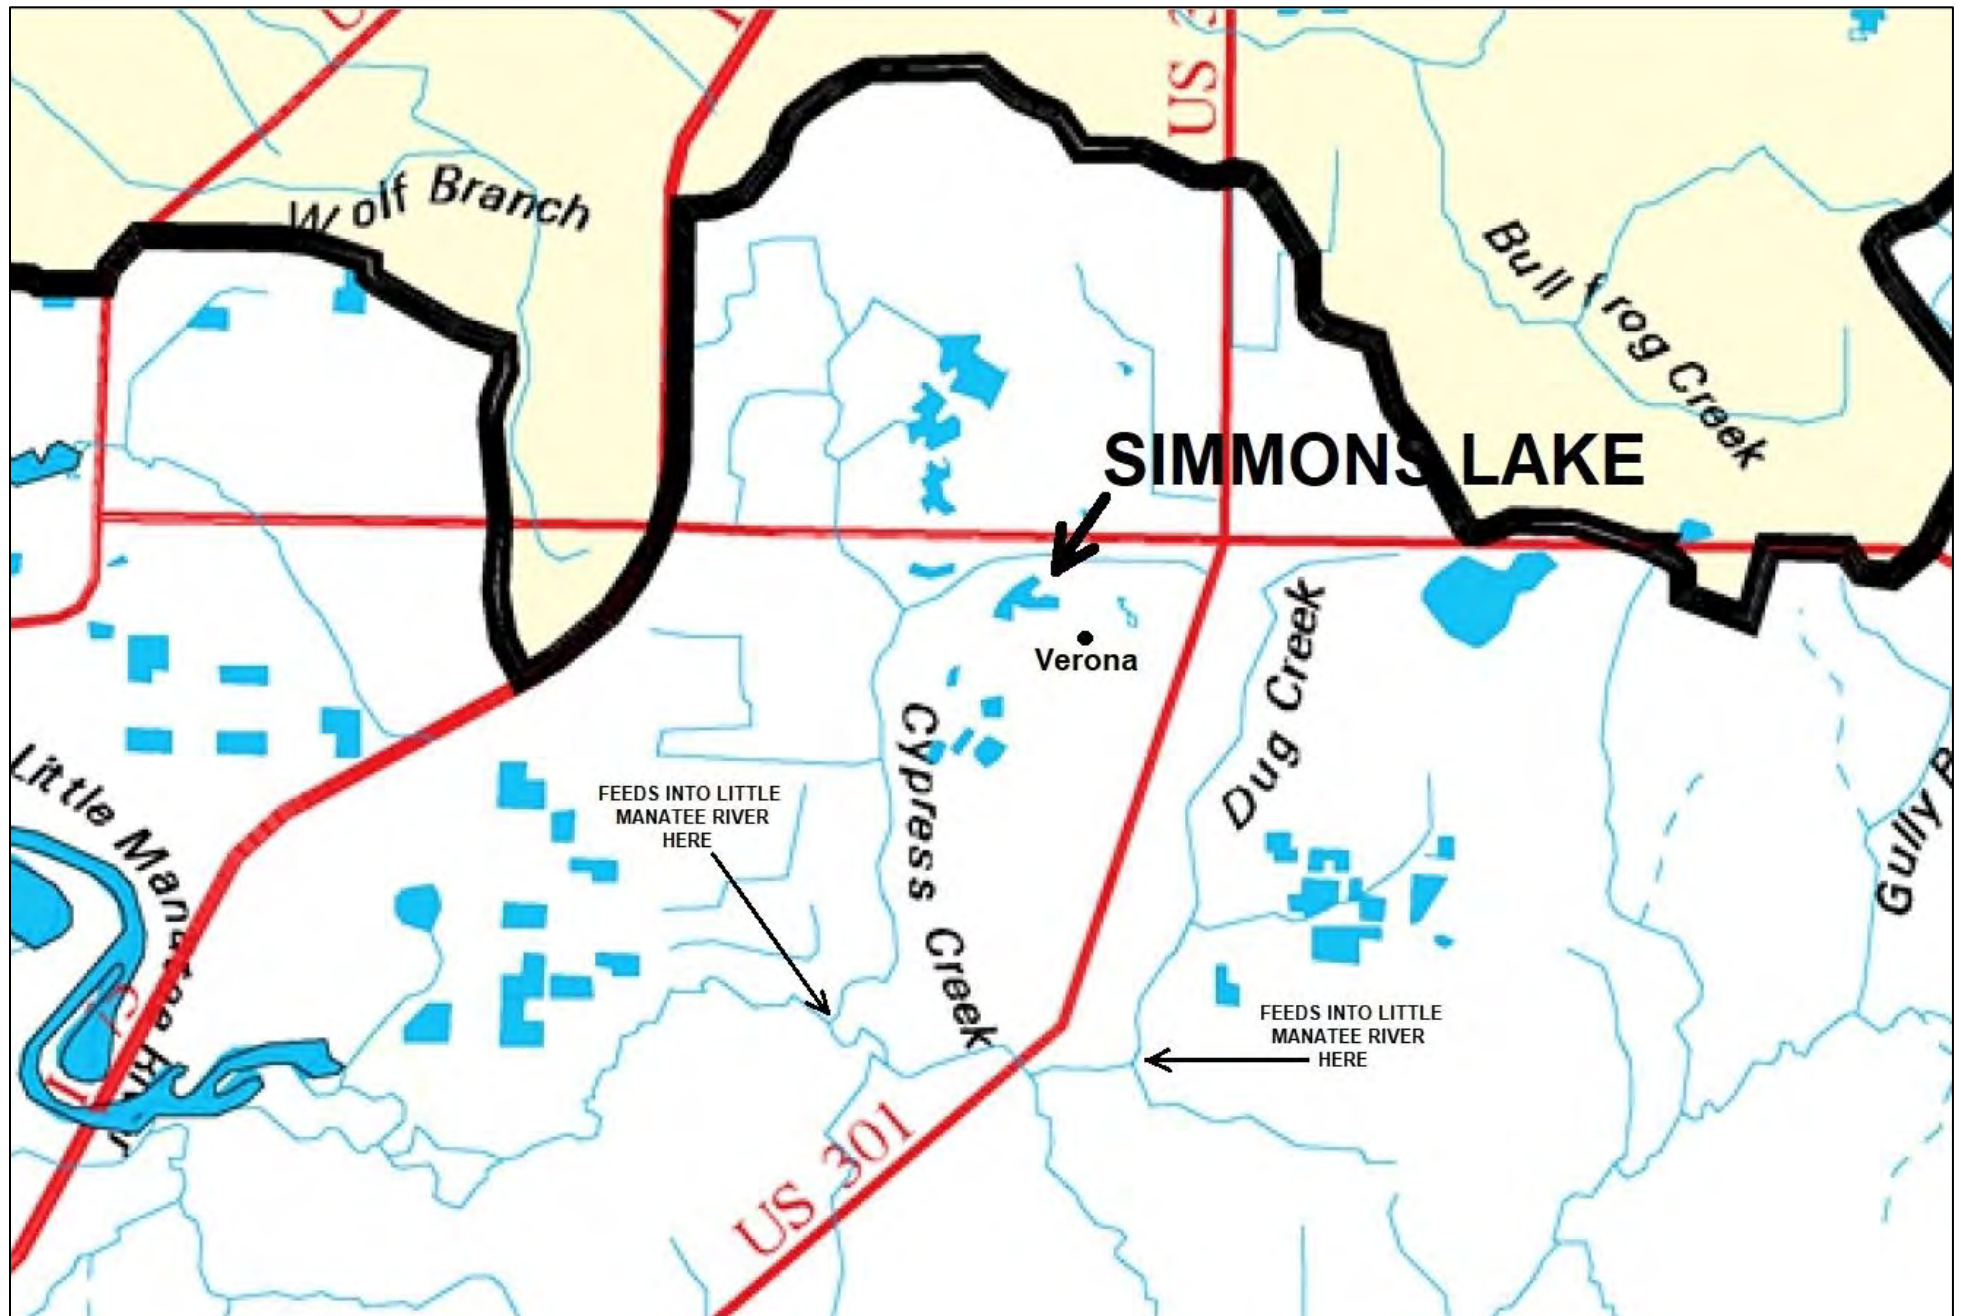 US
Wolf Branch
Bull frog Creek
SIMMONS LAKE
Verona
Dug Creek
Cypress Creek
Little Manatee River
FEEDS INTO LITTLE
MANATEE RIVER
HERE
Gully
FEEDS INTO LITTLE
MANATEE RIVER
HERE
US 301